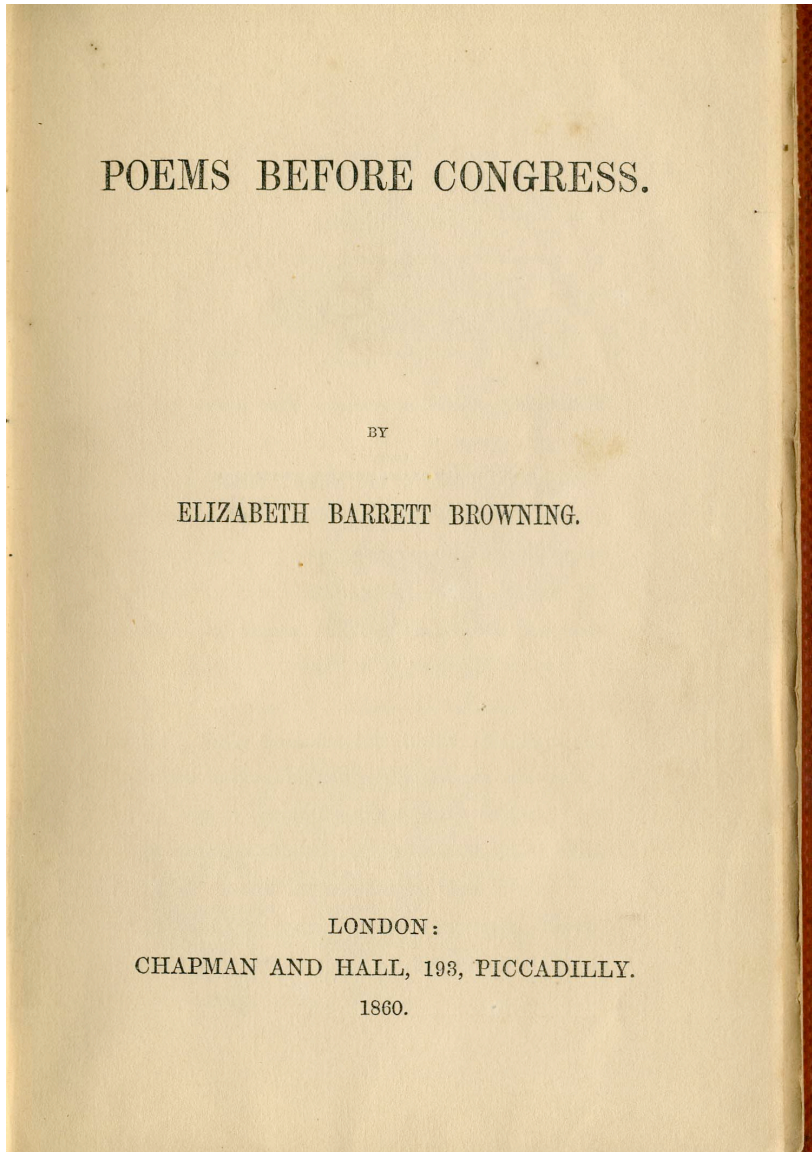 POEMS BEFORE CONGRESS.
BY
ELIZABETH BARRETT BROWNING.
LONDON:
CHAPMAN AND HALL, 193, PICCADILLY.
1860.